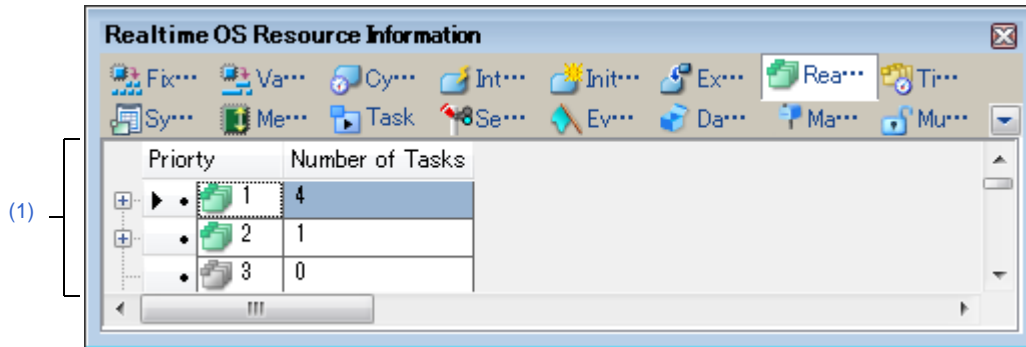 Realtime OS Resource Information
Fix··· Va··· Cy··· Int··· Init··· Ex··· Rea··· Ti···
Sy··· Me··· Task Se··· Ev··· Da··· Ma··· Mu···
Priorty Number of Tasks
(1)
1 4
2 1
3 0